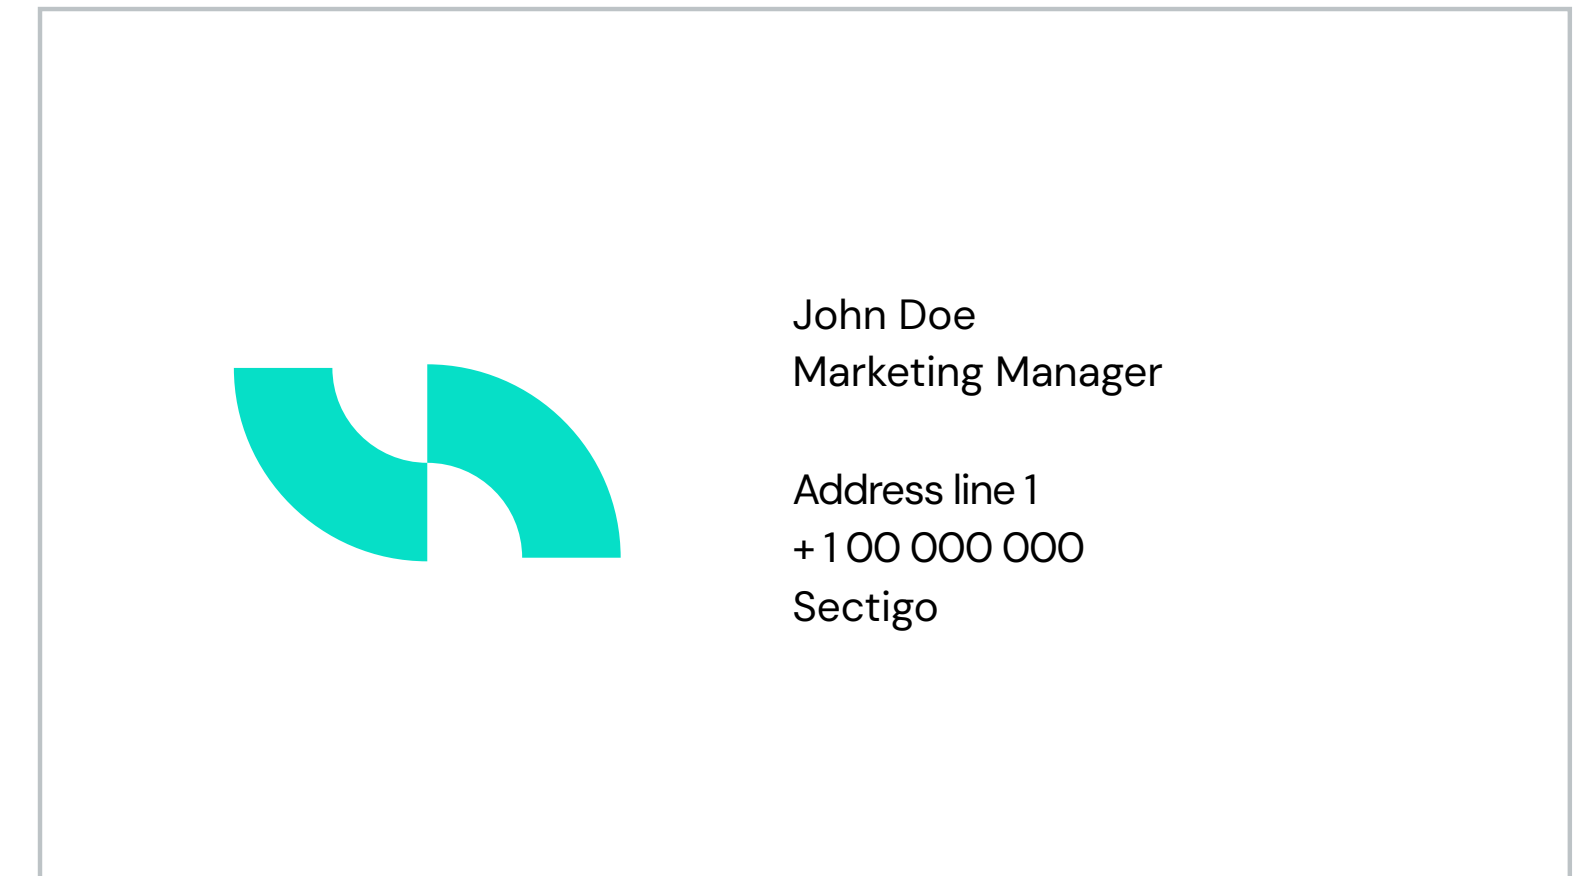 John Doe
Marketing Manager
Address line 1
+ 1 00 000 000
Sectigo